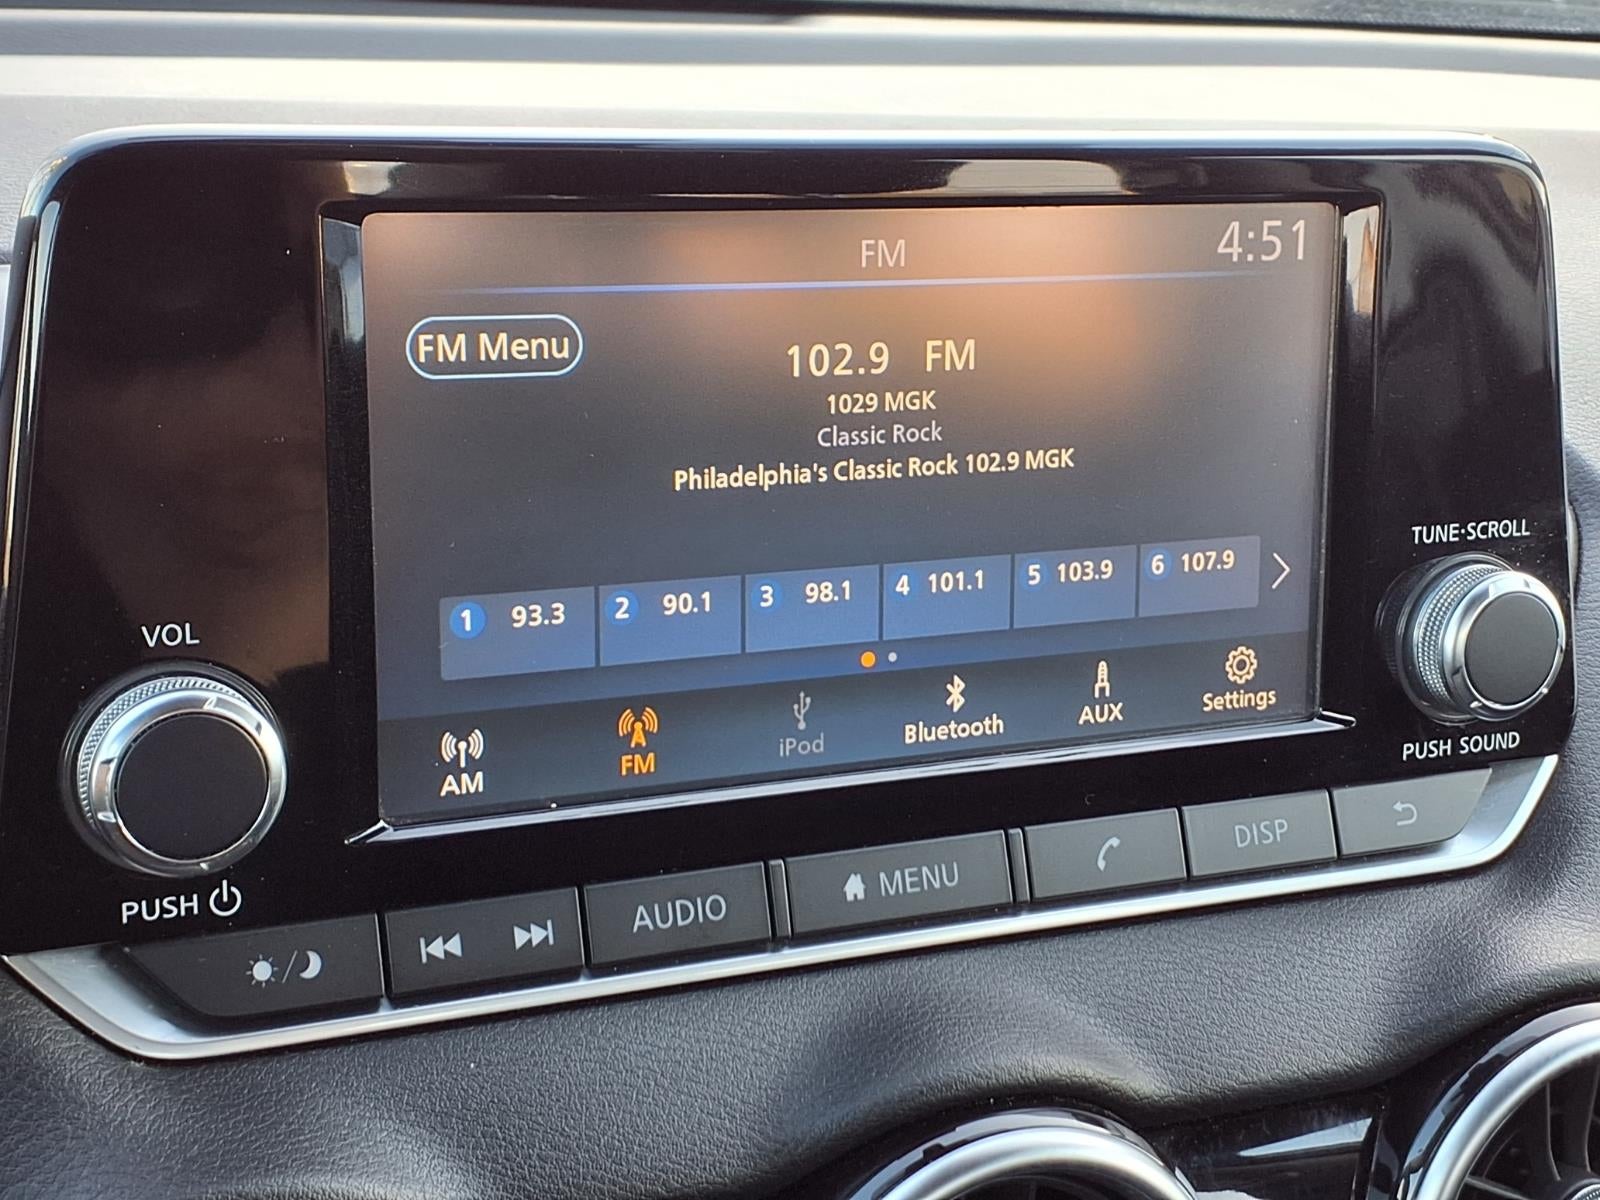 FM
4:51
FM Menu
102.9 FM
1029 MGK
Classic Rock
Philadelphia's Classic Rock 102.9 MGK
1 93.3 2 90.1 3 98.1 4 101.1 5 103.9 6 107.9
AM FM iPod Bluetooth AUX Settings
VOL
PUSH
TUNE·SCROLL
PUSH SOUND
AUDIO MENU DISP